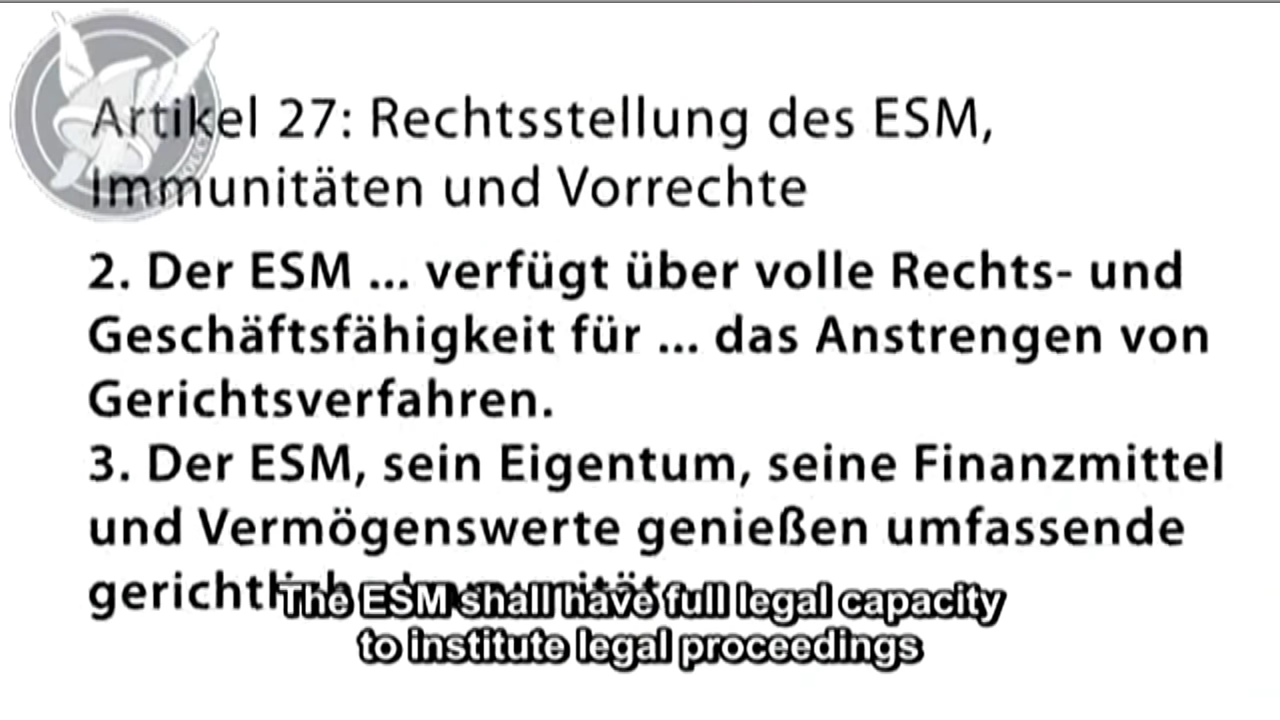 Artikel 27: Rechtsstellung des ESM,
Immunitäten und Vorrechte
2. Der ESM ... verfügt über volle Rechts- und
Geschäftsfähigkeit für ... das Anstrengen von
Gerichtsverfahren.
3. Der ESM, sein Eigentum, seine Finanzmittel
und Vermögenswerte genießen umfassende
The ESM shall have full legal capacity
to institute legal proceedings